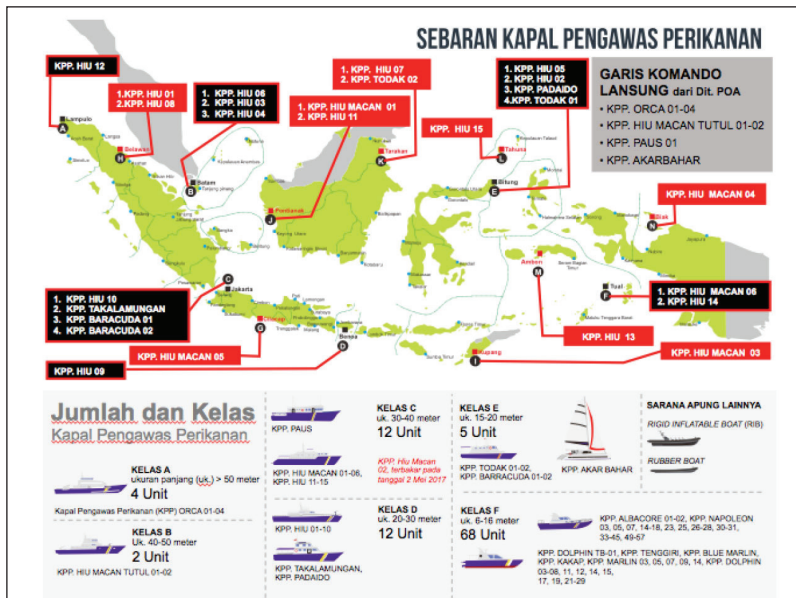 SEBARAN KAPAL PENGAWAS PERIKANAN
GARIS KOMANDO
LANSUNG dari Dit. POA
• KPP. ORCA 01-04
• KPP. HIU MACAN TUTUL 01-02
• KPP. PAUS 01
• KPP. AKARBAHAR
KPP. HIU 12
1.KPP. HIU 01
2.KPP. HIU 08
1. KPP. HIU 06
2. KPP. HIU 03
3. KPP. HIU 04
1. KPP. HIU MACAN 01
2. KPP. HIU 11
1. KPP. HIU 07
2. KPP. TODAK 02
KPP. HIU 15
1. KPP. HIU 05
2. KPP. HIU 02
3. KPP. PADAIDO
4.KPP. TODAK 01
KPP. HIU MACAN 04
Lampulo
A
Belawan
H
Batam
B
Pontianak
J
Tarakan
K
Tahuna
L
Bitung
E
Biak
N
Ambon
M
Tual
F
C
Jakarta
Cilacap
G
Benoa
D
Kupang
I
1. KPP. HIU 10
2. KPP. TAKALAMUNGAN
3. KPP. BARACUDA 01
4. KPP. BARACUDA 02
KPP. HIU 09
KPP. HIU MACAN 05
1. KPP. HIU MACAN 06
2. KPP. HIU 14
KPP. HIU 13
KPP. HIU MACAN 03
Jumlah dan Kelas
Kapal Pengawas Perikanan
KELAS A
ukuran panjang (uk.) > 50 meter
4 Unit
Kapal Pengawas Perikanan (KPP) ORCA 01-04
KELAS B
Uk. 40-50 meter
2 Unit
KPP. HIU MACAN TUTUL 01-02
KPP. PAUS
KPP. HIU MACAN 01-06,
KPP. HIU 11-15
KELAS C
uk. 30-40 meter
12 Unit
KPP. Hiu Macan
02, terbakar pada
tanggal 2 Mei 2017
KPP. HIU 01-10
KPP. TAKALAMUNGAN,
KPP. PADAIDO
KELAS D
uk. 20-30 meter
12 Unit
KELAS E
uk. 15-20 meter
5 Unit
KPP. TODAK 01-02,
KPP. BARRACUDA 01-02
KPP. AKAR BAHAR
SARANA APUNG LAINNYA
RIGID INFLATABLE BOAT (RIB)
RUBBER BOAT
KELAS F
uk. 6-16 meter
68 Unit
KPP. ALBACORE 01-02, KPP. NAPOLEON
03, 05, 07, 14-18, 23, 25, 26-28, 30-31,
33-45, 49-57
KPP. DOLPHIN TB-01, KPP. TENGGIRI, KPP. BLUE MARLIN,
KPP. KAKAP, KPP. MARLIN 03, 05, 07, 09, 14, KPP. DOLPHIN
03-08, 11, 12, 14, 15,
17, 19, 21-29